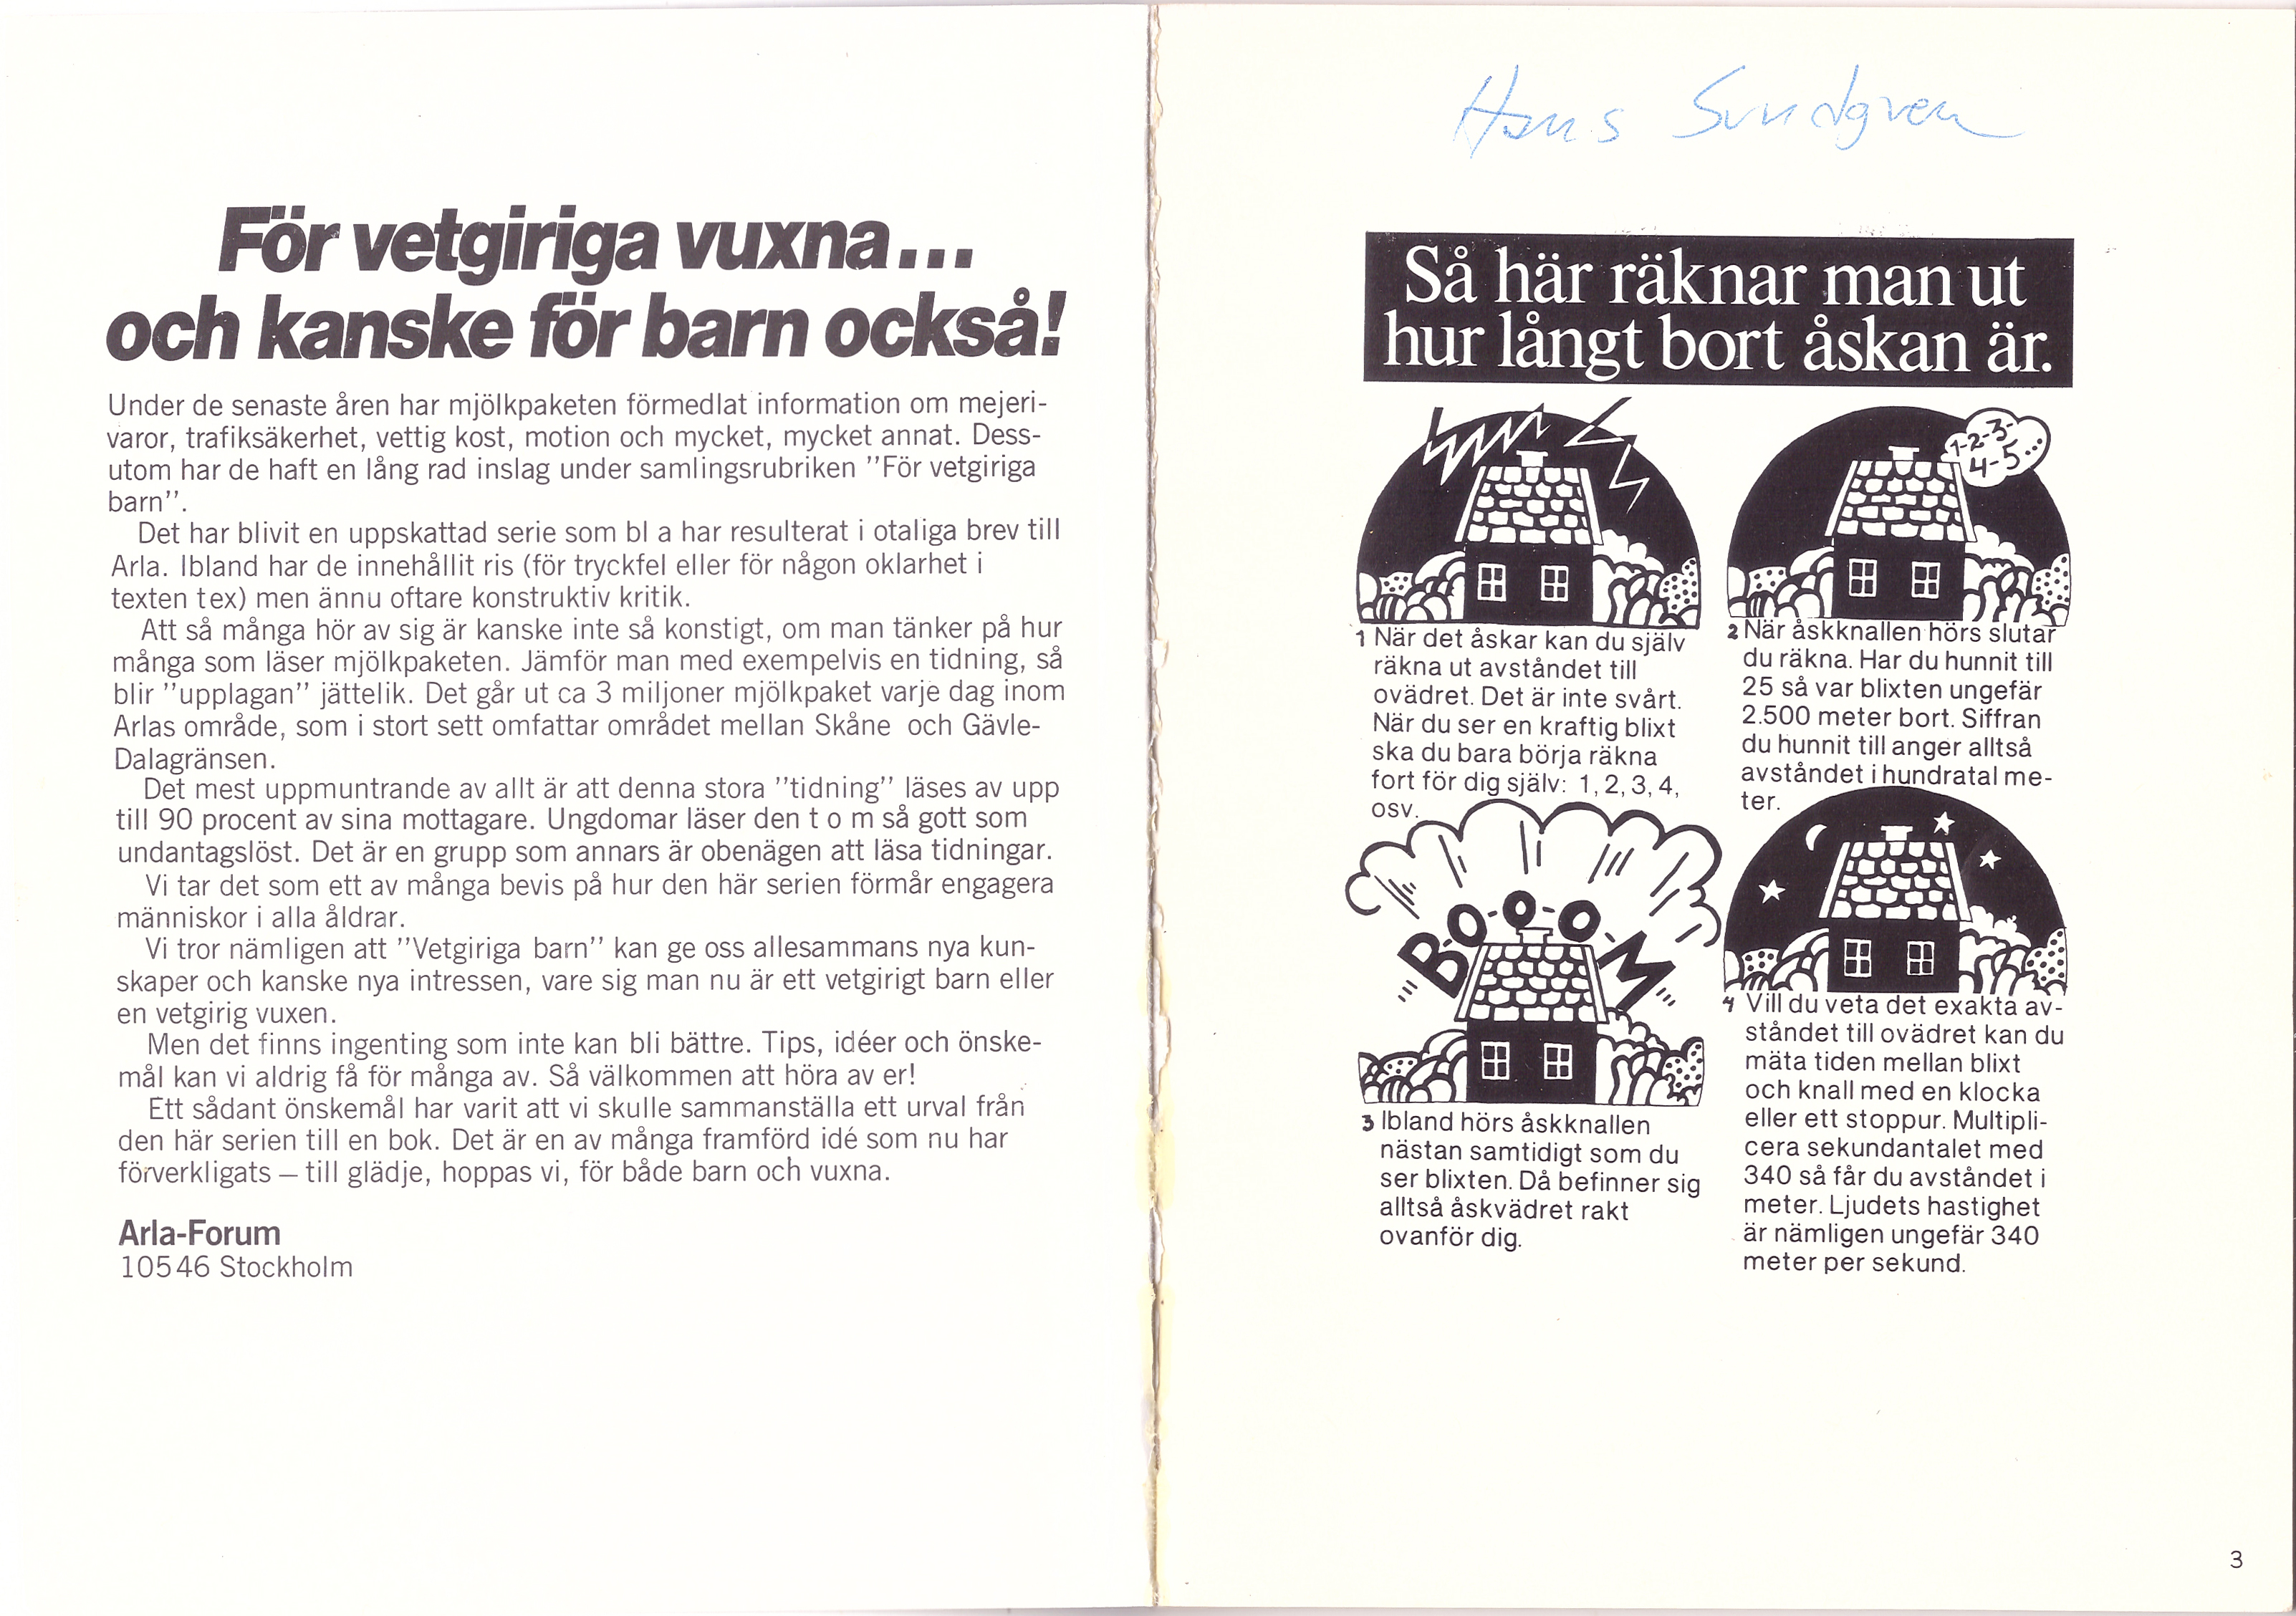 För vetgiriga vuxna...
och kanske för barn också!
Under de senaste åren har mjölkpaketen förmedlat information om mejeri-
varor, trafiksäkerhet, vettig kost, motion och mycket, mycket annat. Dess-
utom har de haft en lång rad inslag under samlingsrubriken ''För vetgiriga
barn''.
Det har blivit en uppskattad serie som bl a har resulterat i otaliga brev till
Arla. Ibland har de innehållit ris (för tryckfel eller för någon oklarhet i
texten tex) men ännu oftare konstruktiv kritik.
Att så många hör av sig är kanske inte så konstigt, om man tänker på hur
många som läser mjölkpaketen. Jämför man med exempelvis en tidning, så
blir ''upplagan'' jättelik. Det går ut ca 3 miljoner mjölkpaket varje dag inom
Arlas område, som i stort sett omfattar området mellan Skåne och Gävle-
Dalagränsen.
Det mest uppmuntrande av allt är att denna stora ''tidning'' läses av upp
till 90 procent av sina mottagare. Ungdomar läser den t o m så gott som
undantagslöst. Det är en grupp som annars är obenägen att läsa tidningar.
Vi tar det som ett av många bevis på hur den här serien förmår engagera
människor i alla åldrar.
Vi tror nämligen att ''Vetgiriga barn'' kan ge oss allesammans nya kun-
skaper och kanske nya intressen, vare sig man nu är ett vetgirigt barn eller
en vetgirig vuxen.
Men det finns ingenting som inte kan bli bättre. Tips, idéer och önske-
mål kan vi aldrig få för många av. Så välkommen att höra av er!
Ett sådant önskemål har varit att vi skulle sammanställa ett urval från
den här serien till en bok. Det är en av många framförd idé som nu har
förverkligats — till glädje, hoppas vi, för både barn och vuxna.
Arla-Forum
10546 Stockholm
Hans Sundgren
Så här räknar man ut
hur långt bort åskan är.
1 När det åskar kan du själv
räkna ut avståndet till
ovädret. Det är inte svårt.
När du ser en kraftig blixt
ska du bara börja räkna
fort för dig själv: 1, 2, 3, 4,
osv.
1-2-3-
4-5...
2 När åskknallen hörs slutar
du räkna. Har du hunnit till
25 så var blixten ungefär
2.500 meter bort. Siffran
du hunnit till anger alltså
avståndet i hundratal me-
ter.
B-O-O-O-M
3 Ibland hörs åskknallen
nästan samtidigt som du
ser blixten. Då befinner sig
alltså åskvädret rakt
ovanför dig.
4 Vill du veta det exakta av-
ståndet till ovädret kan du
mäta tiden mellan blixt
och knall med en klocka
eller ett stoppur. Multipli-
cera sekundantalet med
340 så får du avståndet i
meter. Ljudets hastighet
är nämligen ungefär 340
meter per sekund.
3